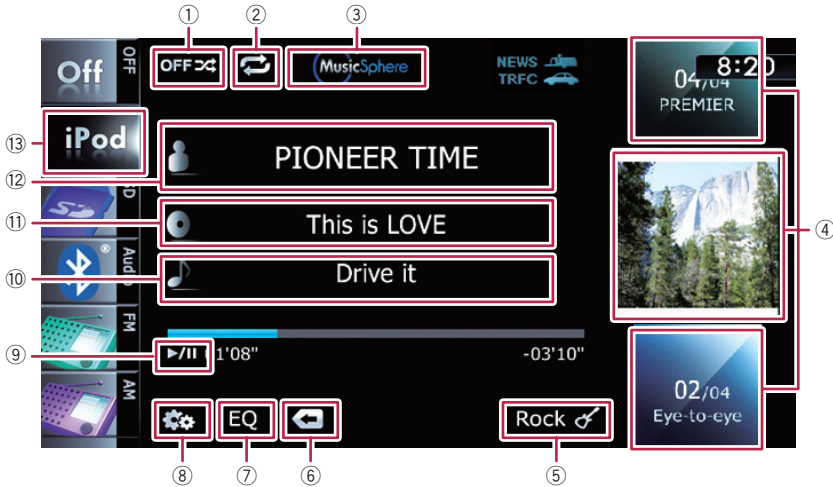 ① ② ③
Off OFF
OFF
MusicSphere
NEWS
TRFC
04/04
PREMIER
8:20
⑬ iPod
⑫ PIONEER TIME
SD
⑪ This is LOVE
④
Audio
⑩ Drive it
FM
⑨ ►/II 1'08" -03'10"
AM
EQ
Rock
02/04
Eye-to-eye
⑧ ⑦ ⑥ ⑤